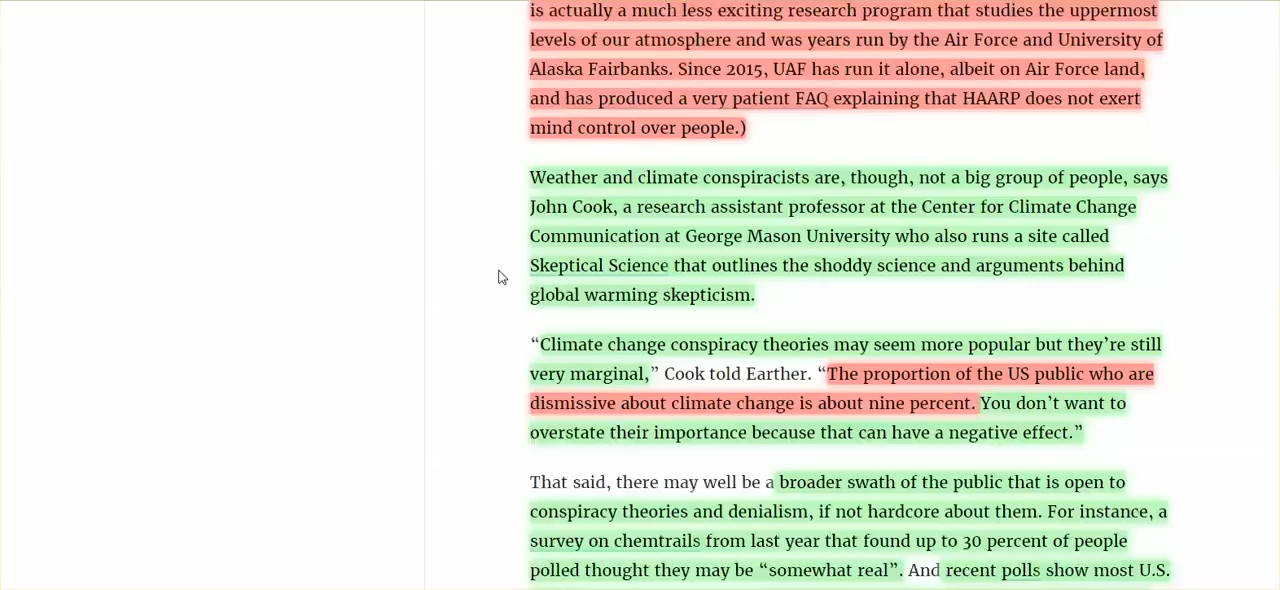 is actually a much less exciting research program that studies the uppermost
levels of our atmosphere and was years run by the Air Force and University of
Alaska Fairbanks. Since 2015, UAF has run it alone, albeit on Air Force land,
and has produced a very patient FAQ explaining that HAARP does not exert
mind control over people.)
Weather and climate conspiracists are, though, not a big group of people, says
John Cook, a research assistant professor at the Center for Climate Change
Communication at George Mason University who also runs a site called
Skeptical Science that outlines the shoddy science and arguments behind
global warming skepticism.
“Climate change conspiracy theories may seem more popular but they’re still
very marginal,” Cook told Earther. “The proportion of the US public who are
dismissive about climate change is about nine percent. You don’t want to
overstate their importance because that can have a negative effect.”
That said, there may well be a broader swath of the public that is open to
conspiracy theories and denialism, if not hardcore about them. For instance, a
survey on chemtrails from last year that found up to 30 percent of people
polled thought they may be “somewhat real”. And recent polls show most U.S.